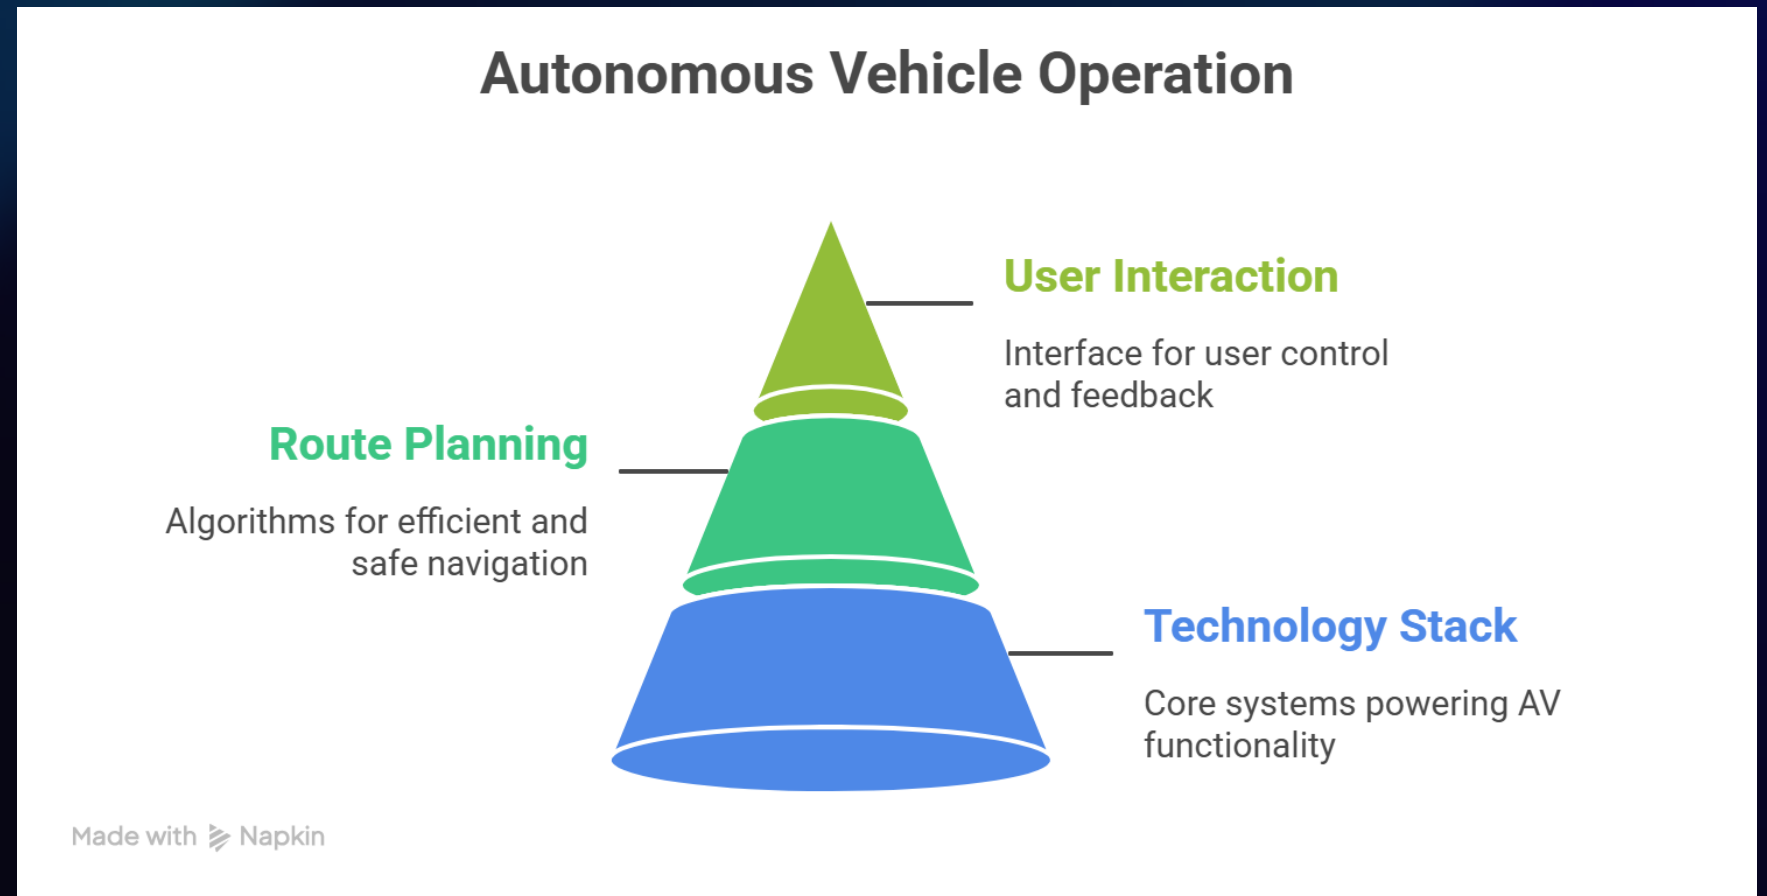 Autonomous Vehicle Operation
User Interaction
Interface for user control
and feedback
Route Planning
Algorithms for efficient and
safe navigation
Technology Stack
Core systems powering AV
functionality
Made with Napkin